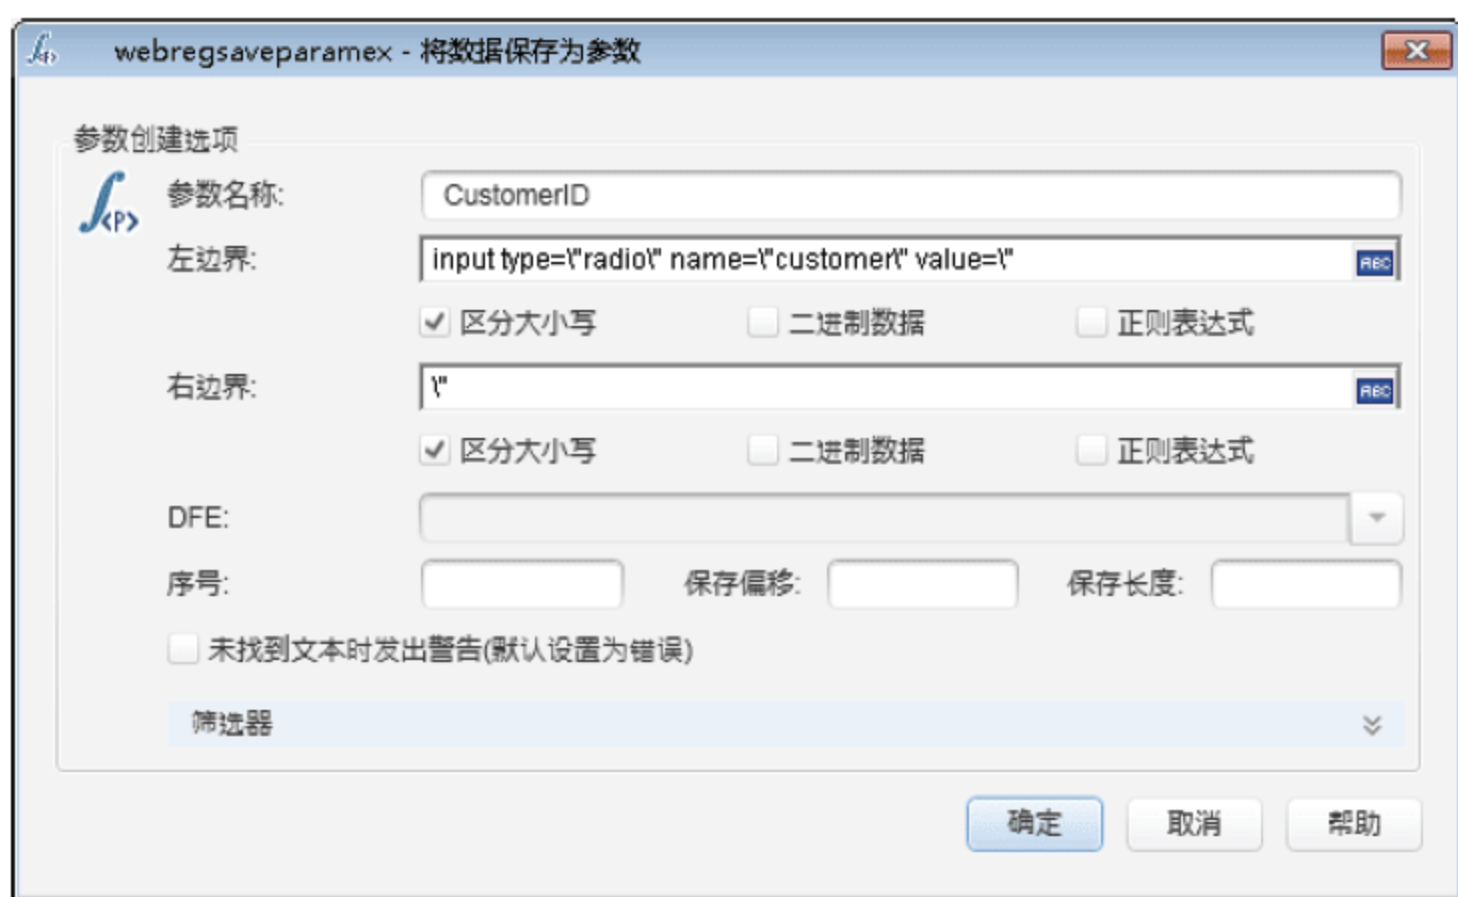 webregsaveparamex - 将数据保存为参数
参数创建选项
参数名称: CustomerID
左边界: input type=\"radio\" name=\"customer\" value=\" ABC
区分大小写 二进制数据 正则表达式
右边界: \" ABC
区分大小写 二进制数据 正则表达式
DFE:
序号: 保存偏移: 保存长度:
未找到文本时发出警告(默认设置为错误)
筛选器
确定 取消 帮助